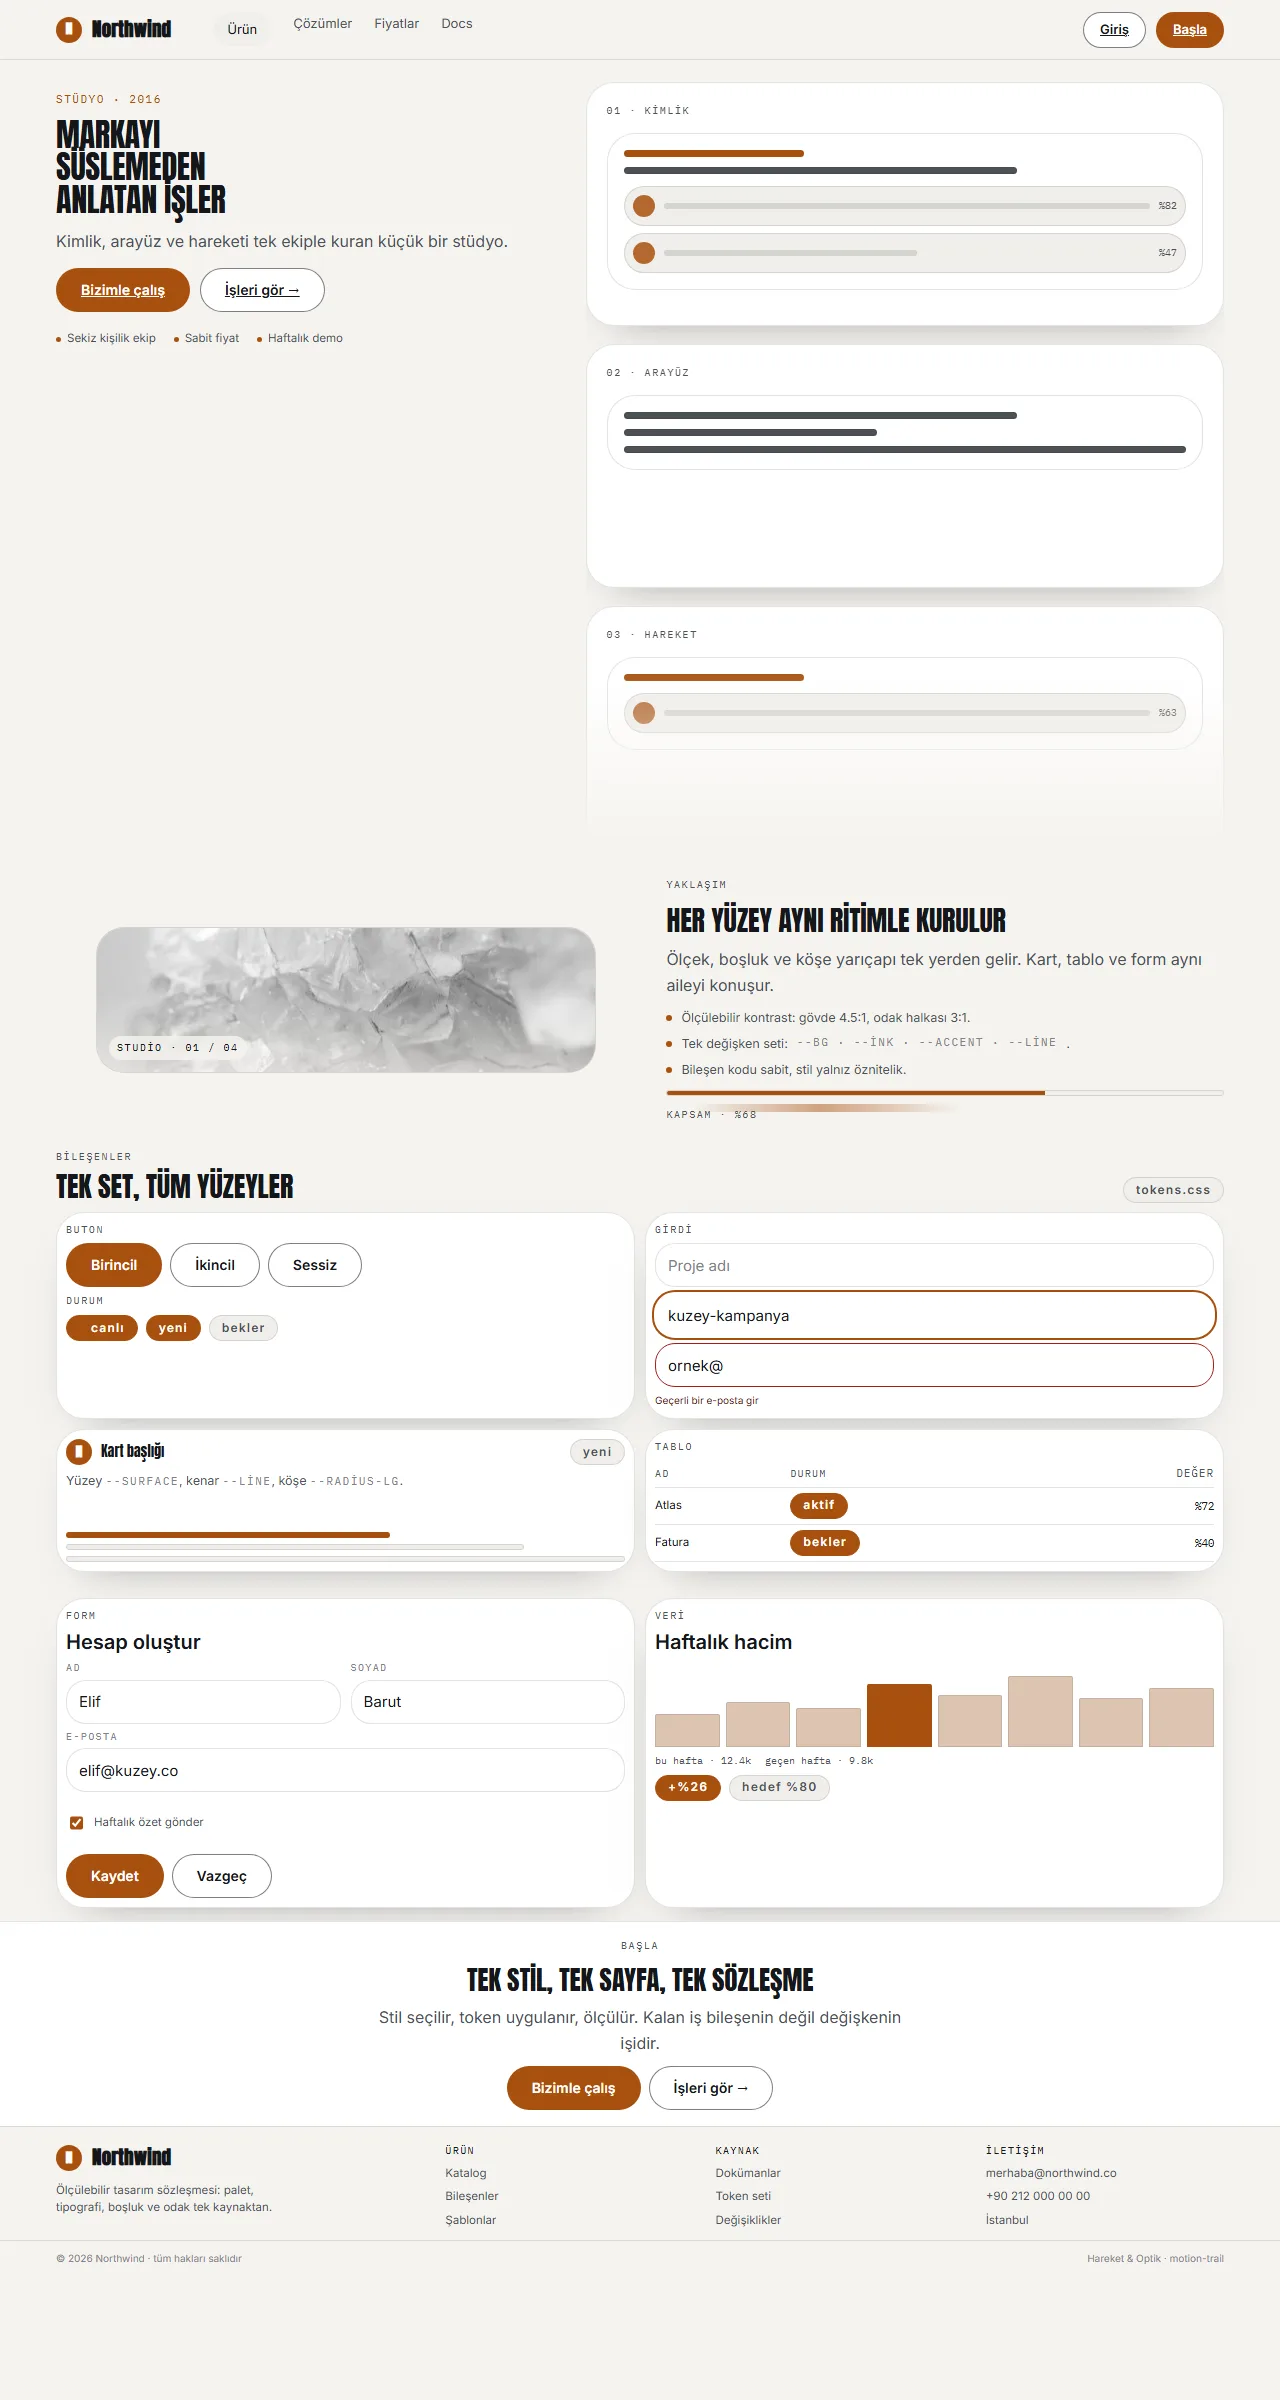 Northwind
Ürün
Çözümler
Fiyatlar
Docs
Giriş
Başla
STÜDYO · 2016
MARKAYI
SÜSLEMEDEN
ANLATAN İŞLER
Kimlik, arayüz ve hareketi tek ekiple kuran küçük bir stüdyo.
Bizimle çalış
İşleri gör →
Sekiz kişilik ekip
Sabit fiyat
Haftalık demo
01 · KİMLİK
%82
%47
02 · ARAYÜZ
03 · HAREKET
%63
STUDİO · 01 / 04
YAKLAŞIM
HER YÜZEY AYNI RİTİMLE KURULUR
Ölçek, boşluk ve köşe yarıçapı tek yerden gelir. Kart, tablo ve form aynı
aileyi konuşur.
Ölçülebilir kontrast: gövde 4.5:1, odak halkası 3:1.
Tek değişken seti: --BG · --İNK · --ACCENT · --LİNE .
Bileşen kodu sabit, stil yalnız öznitelik.
KAPSAM · %68
BİLEŞENLER
TEK SET, TÜM YÜZEYLER
tokens.css
BUTON
Birincil
İkincil
Sessiz
DURUM
canlı
yeni
bekler
GİRDİ
Proje adı
kuzey-kampanya
ornek@
Geçerli bir e-posta gir
Kart başlığı
yeni
Yüzey --SURFACE, kenar --LİNE, köşe --RADİUS-LG.
TABLO
AD DURUM DEĞER
Atlas aktif %72
Fatura bekler %40
FORM
Hesap oluştur
AD
SOYAD
Elif
Barut
E-POSTA
elif@kuzey.co
Haftalık özet gönder
Kaydet
Vazgeç
VERİ
Haftalık hacim
bu hafta · 12.4k geçen hafta · 9.8k
+%26
hedef %80
BAŞLA
TEK STİL, TEK SAYFA, TEK SÖZLEŞME
Stil seçilir, token uygulanır, ölçülür. Kalan iş bileşenin değil değişkenin
işidir.
Bizimle çalış
İşleri gör →
Northwind
Ölçülebilir tasarım sözleşmesi: palet,
tipografi, boşluk ve odak tek kaynaktan.
ÜRÜN
Katalog
Bileşenler
Şablonlar
KAYNAK
Dokümanlar
Token seti
Değişiklikler
İLETİŞİM
merhaba@northwind.co
+90 212 000 00 00
İstanbul
© 2026 Northwind · tüm hakları saklıdır
Hareket & Optik · motion-trail